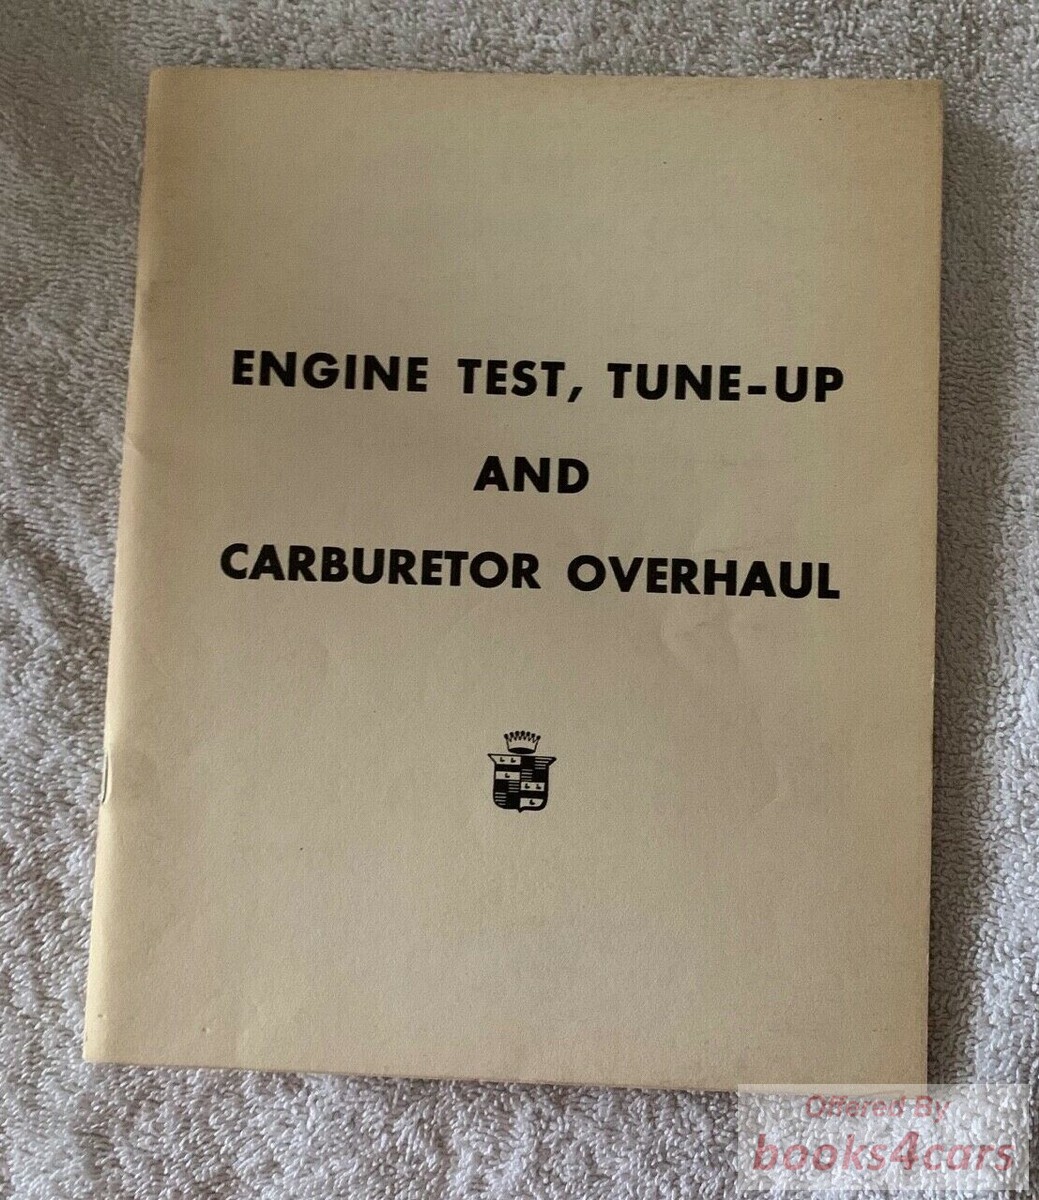 ENGINE TEST, TUNE-UP
AND
CARBURETOR OVERHAUL
Offered By
books4cars